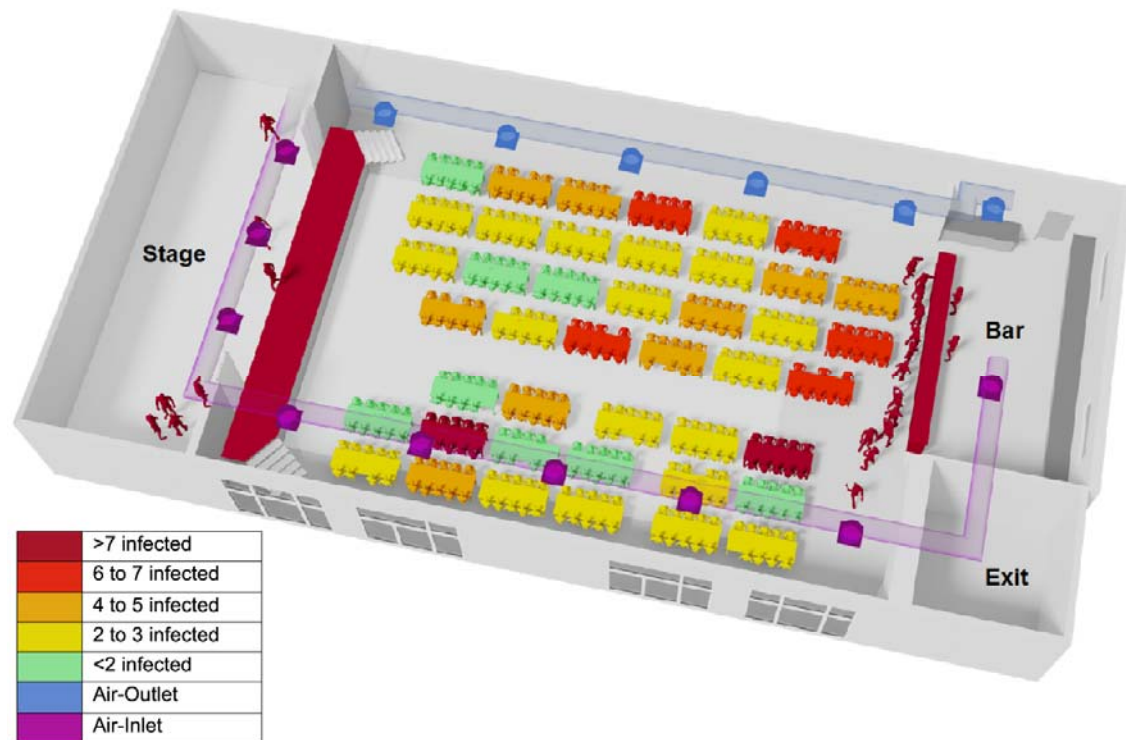 Stage
Bar
Exit
>7 infected
6 to 7 infected
4 to 5 infected
2 to 3 infected
<2 infected
Air-Outlet
Air-Inlet